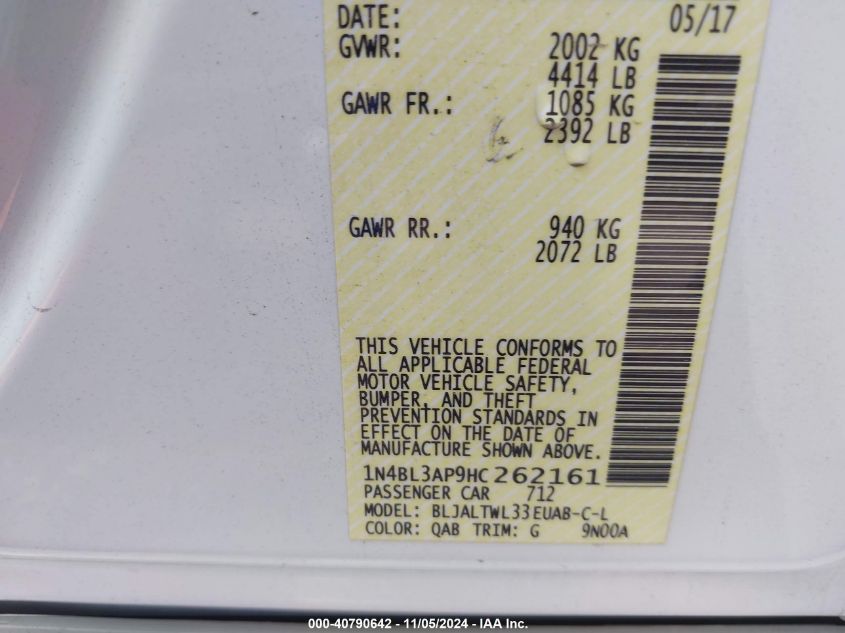 DATE: 05/17
GVWR: 2002 KG
4414 LB
GAWR FR.: 1085 KG
2392 LB
GAWR RR.: 940 KG
2072 LB
THIS VEHICLE CONFORMS TO
ALL APPLICABLE FEDERAL
MOTOR VEHICLE SAFETY,
BUMPER, AND THEFT
PREVENTION STANDARDS IN
EFFECT ON THE DATE OF
MANUFACTURE SHOWN ABOVE.
1N4BL3AP9HC262161
PASSENGER CAR 712
MODEL: BLJALTWL33EUAB-C-L
COLOR: QAB TRIM: G 9N00A
000-40790642 - 11/05/2024 - IAA Inc.